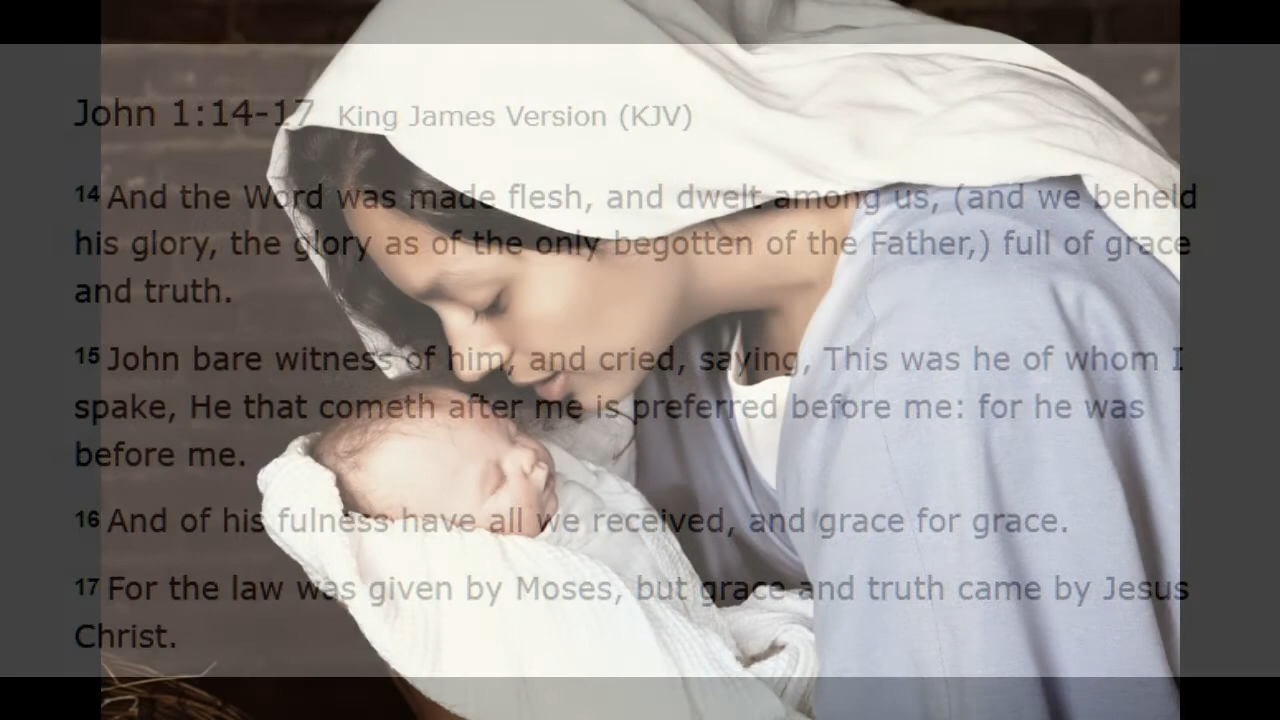 John 1:14-17 King James Version (KJV)
14 And the Word was made flesh, and dwelt among us, (and we beheld
his glory, the glory as of the only begotten of the Father,) full of grace
and truth.
15 John bare witness of him, and cried, saying, This was he of whom I
spake, He that cometh after me is preferred before me: for he was
before me.
16 And of his fulness have all we received, and grace for grace.
17 For the law was given by Moses, but grace and truth came by Jesus
Christ.